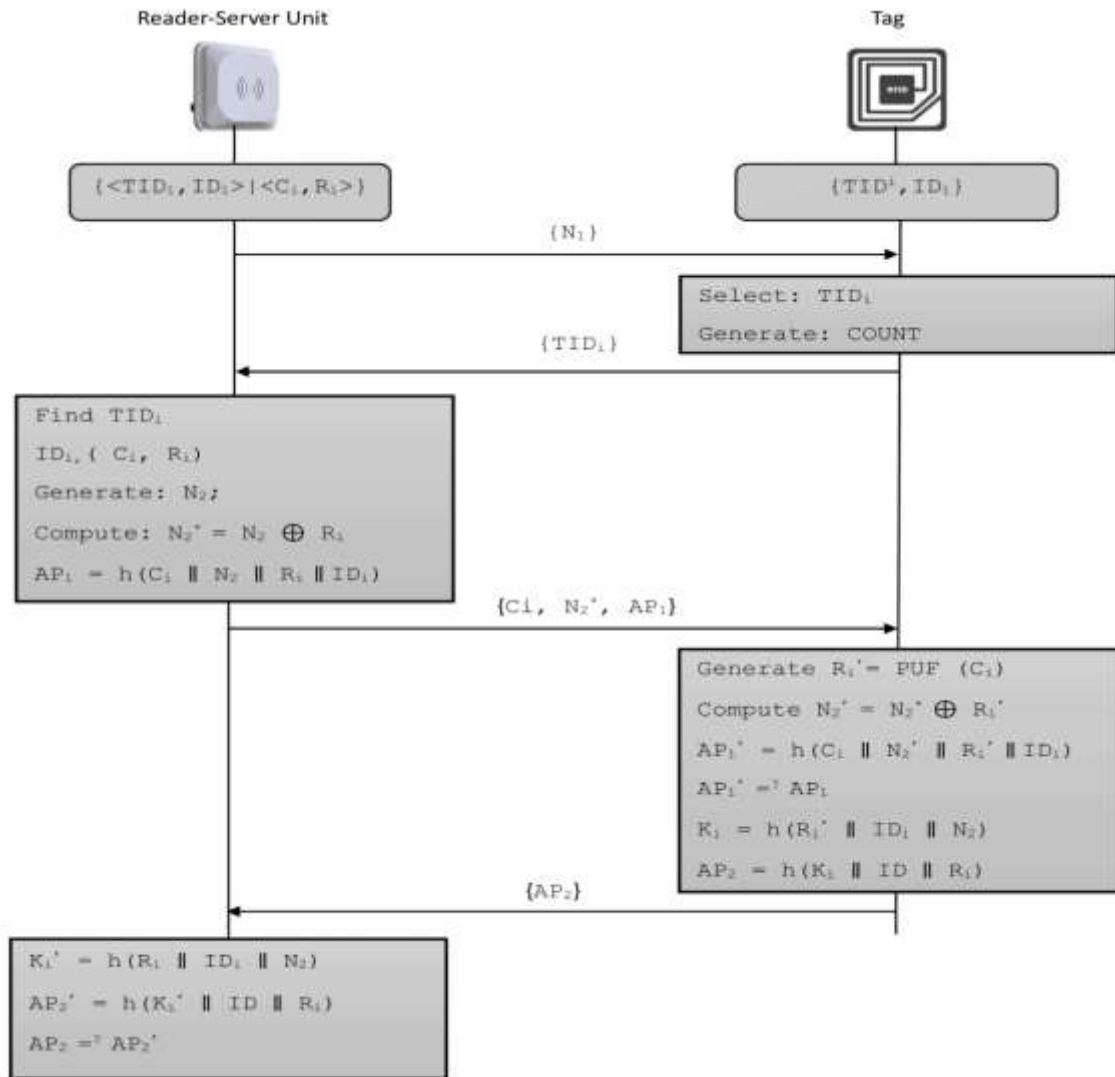 Reader-Server Unit
Tag
{<TIDᵢ,IDᵢ>|<Cᵢ,Rᵢ>}
{TIDⁱ,IDᵢ}
{N₁}
Select: TIDᵢ
Generate: COUNT
{TIDᵢ}
Find TIDᵢ
IDᵢ,( Cᵢ, Rᵢ)
Generate: N₂;
Compute: N₂* = N₂ ⊕ Rᵢ
AP₁ = h(Cᵢ ‖ N₂ ‖ Rᵢ ‖IDᵢ)
{Ci, N₂*, AP₁}
Generate Rᵢ'= PUF (Cᵢ)
Compute N₂' = N₂* ⊕ Rᵢ'
AP₁' = h(Cᵢ ‖ N₂' ‖ Rᵢ' ‖IDᵢ)
AP₁' =? AP₁
Kᵢ = h(Rᵢ' ‖ IDᵢ ‖ N₂)
AP₂ = h(Kᵢ ‖ ID ‖ Rᵢ)
{AP₂}
Kᵢ' = h(Rᵢ ‖ IDᵢ ‖ N₂)
AP₂' = h(Kᵢ' ‖ ID ‖ Rᵢ)
AP₂ =? AP₂'